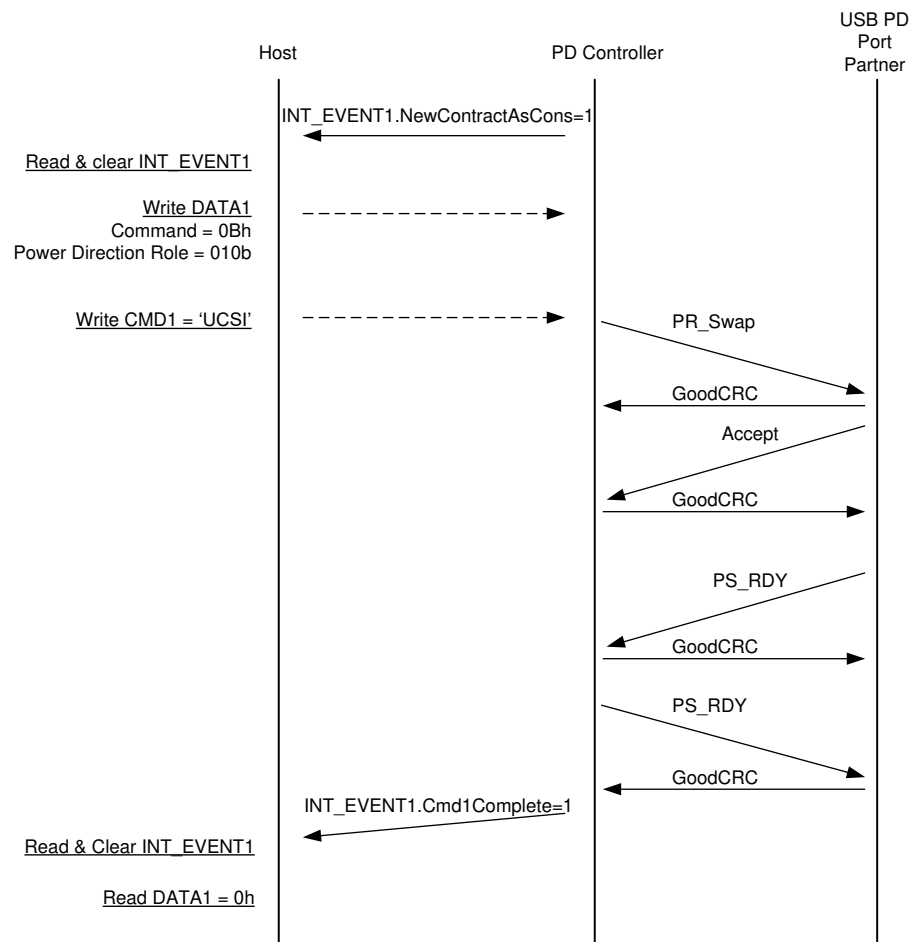 USB PD
Port
Partner
Host
PD Controller
INT_EVENT1.NewContractAsCons=1
Read & clear INT_EVENT1
Write DATA1
Command = 0Bh
Power Direction Role = 010b
Write CMD1 = ‘UCSI’
PR_Swap
GoodCRC
Accept
GoodCRC
PS_RDY
GoodCRC
PS_RDY
GoodCRC
INT_EVENT1.Cmd1Complete=1
Read & Clear INT_EVENT1
Read DATA1 = 0h